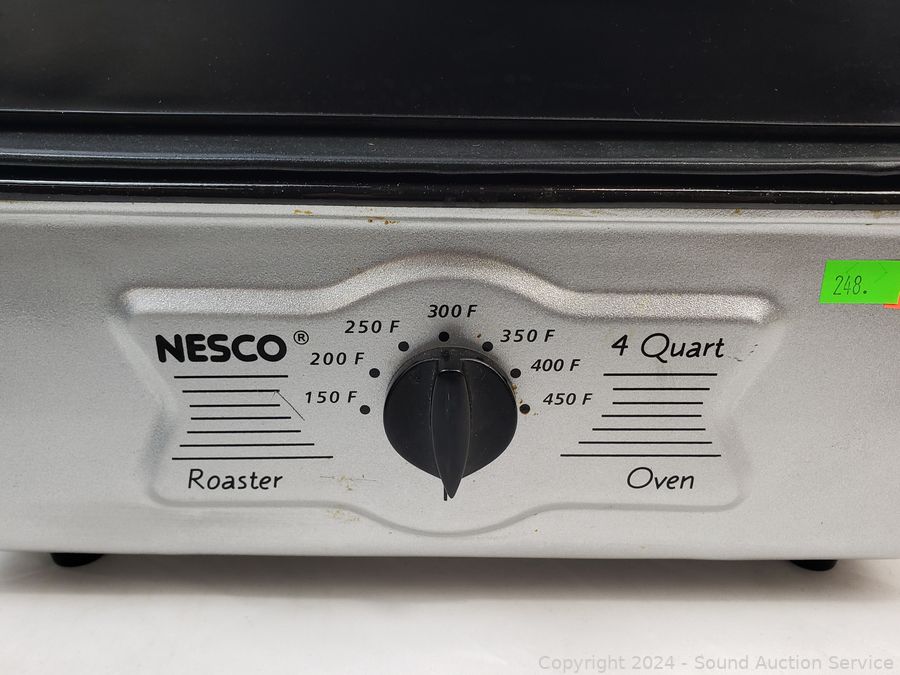 248.
NESCO®
Roaster
150 F
200 F
250 F
300 F
350 F
400 F
450 F
4 Quart
Oven
Copyright 2024 - Sound Auction Service